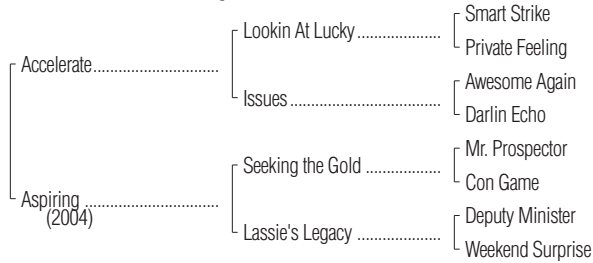 Smart Strike
Lookin At Lucky....................
Private Feeling
Accelerate..............................
Awesome Again
Issues....................................
Darlin Echo
Mr. Prospector
Seeking the Gold ..................
Con Game
Aspiring ................................
(2004)
Deputy Minister
Lassie's Legacy ....................
Weekend Surprise